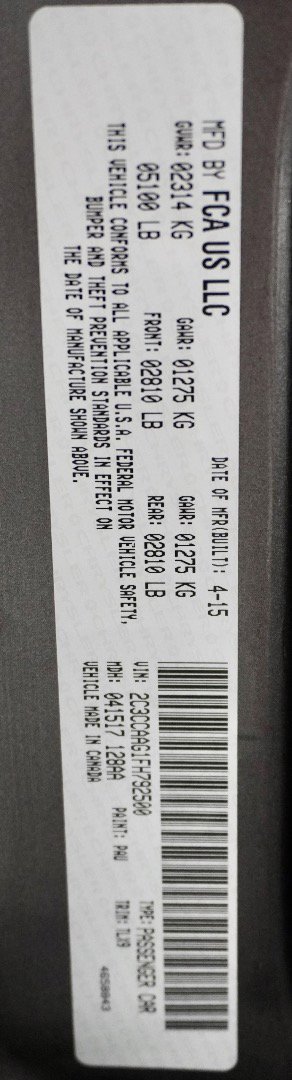 MFD BY FCA US LLC
DATE OF MFR(BUILT): 4-15
GVWR: 02314 KG GAWR: 01275 KG GAWR: 01275 KG
05100 LB FRONT: 02810 LB REAR: 02810 LB
THIS VEHICLE CONFORMS TO ALL APPLICABLE U.S.A. FEDERAL MOTOR VEHICLE SAFETY,
BUMPER AND THEFT PREVENTION STANDARDS IN EFFECT ON
THE DATE OF MANUFACTURE SHOWN ABOVE.
VIN: 2C3CCAAG1FH792500 TYPE: PASSENGER CAR
MDH: 041517 128AA PAINT: PAU TRIM: TLX9
VEHICLE MADE IN CANADA
4658043